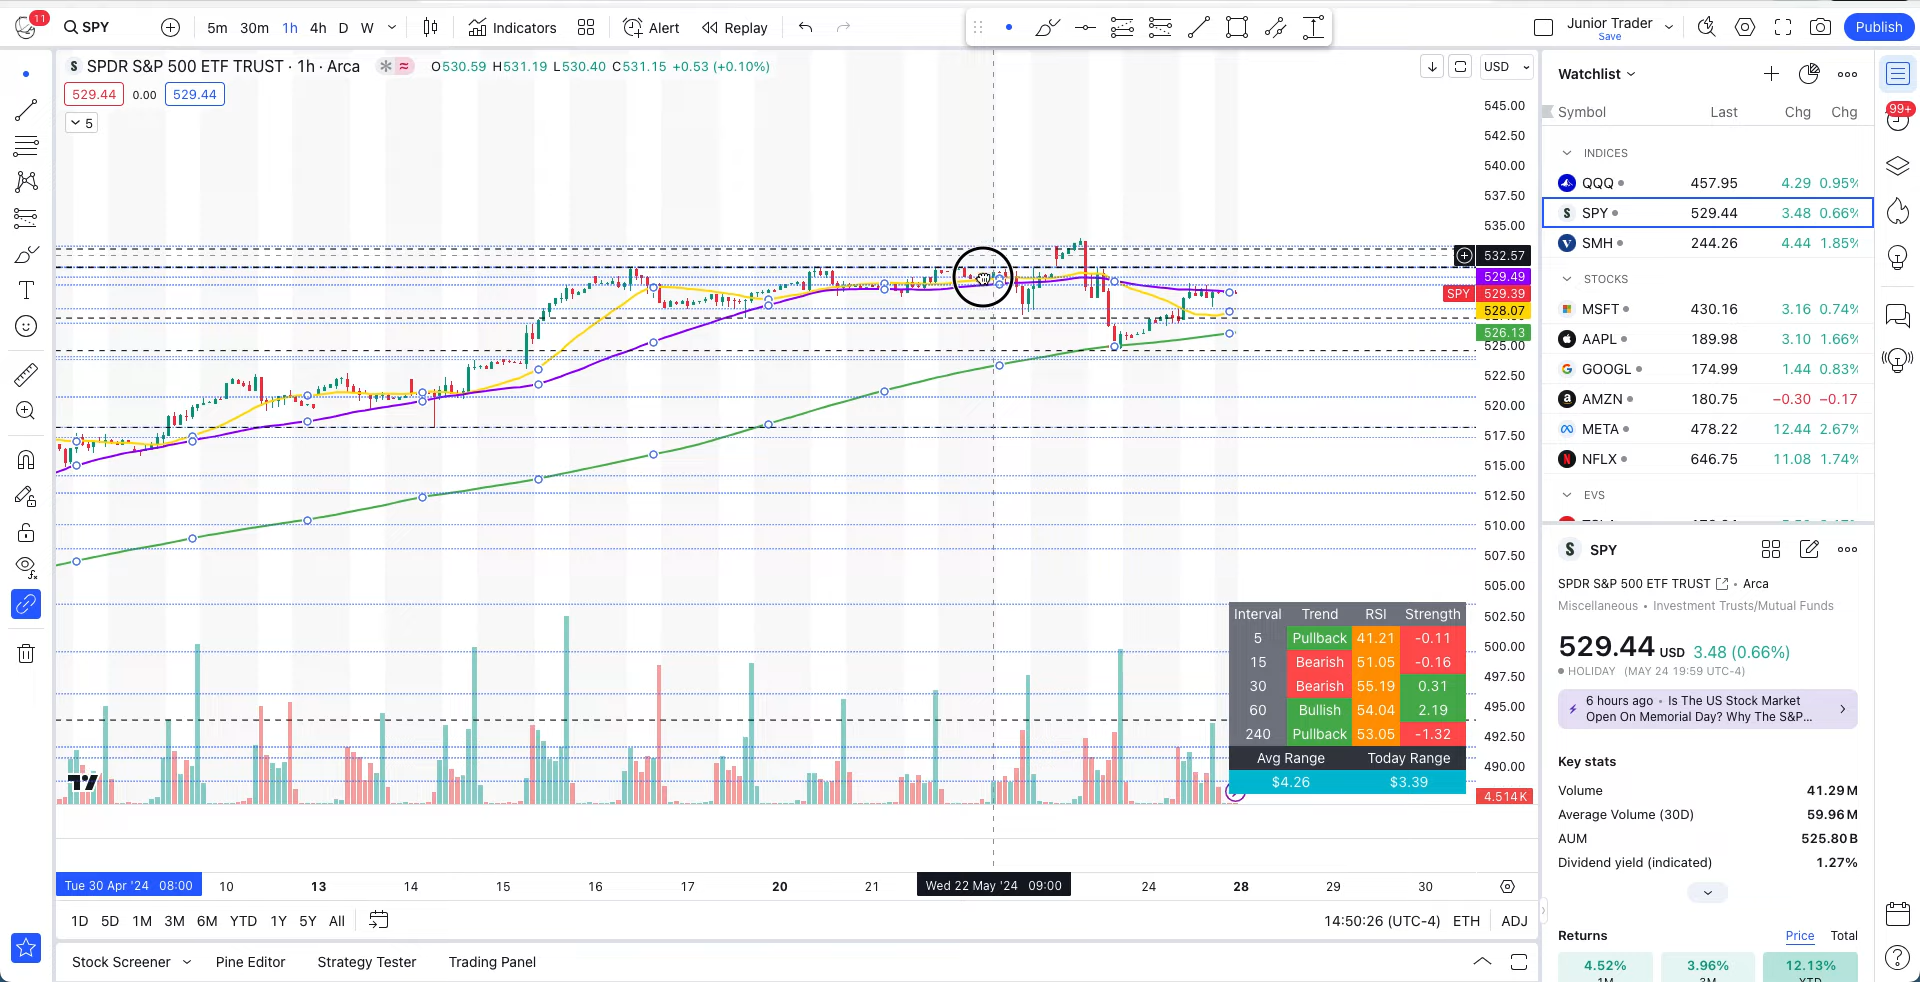 11
SPY
5m 30m 1h 4h D W
Indicators
Alert
Replay
Junior Trader
Save
Publish
S SPDR S&P 500 ETF TRUST · 1h · Arca
O530.59 H531.19 L530.40 C531.15 +0.53 (+0.10%)
USD
529.44 0.00 529.44
5
545.00
542.50
540.00
537.50
535.00
532.57
529.49
SPY 529.39
528.07
526.13
525.00
522.50
520.00
517.50
515.00
512.50
510.00
507.50
505.00
502.50
500.00
497.50
495.00
492.50
490.00
4.514K
Interval Trend RSI Strength
5 Pullback 41.21 -0.11
15 Bearish 51.05 -0.16
30 Bearish 55.19 0.31
60 Bullish 54.04 2.19
240 Pullback 53.05 -1.32
Avg Range Today Range
$4.26 $3.39
Tue 30 Apr '24 08:00 10 13 14 15 16 17 20 21 Wed 22 May '24 09:00 24 28 29 30
1D 5D 1M 3M 6M YTD 1Y 5Y All
14:50:26 (UTC-4) ETH ADJ
Stock Screener Pine Editor Strategy Tester Trading Panel
Watchlist
Symbol Last Chg Chg
INDICES
QQQ 457.95 4.29 0.95%
S SPY 529.44 3.48 0.66%
V SMH 244.26 4.44 1.85%
STOCKS
MSFT 430.16 3.16 0.74%
AAPL 189.98 3.10 1.66%
G GOOGL 174.99 1.44 0.83%
a AMZN 180.75 −0.30 −0.17
META 478.22 12.44 2.67%
N NFLX 646.75 11.08 1.74%
EVS
99+
S SPY
SPDR S&P 500 ETF TRUST • Arca
Miscellaneous • Investment Trusts/Mutual Funds
529.44 USD 3.48 (0.66%)
HOLIDAY (MAY 24 19:59 UTC-4)
6 hours ago • Is The US Stock Market
Open On Memorial Day? Why The S&P...
Key stats
Volume 41.29M
Average Volume (30D) 59.96M
AUM 525.80B
Dividend yield (indicated) 1.27%
Returns Price Total
4.52% 3.96% 12.13%